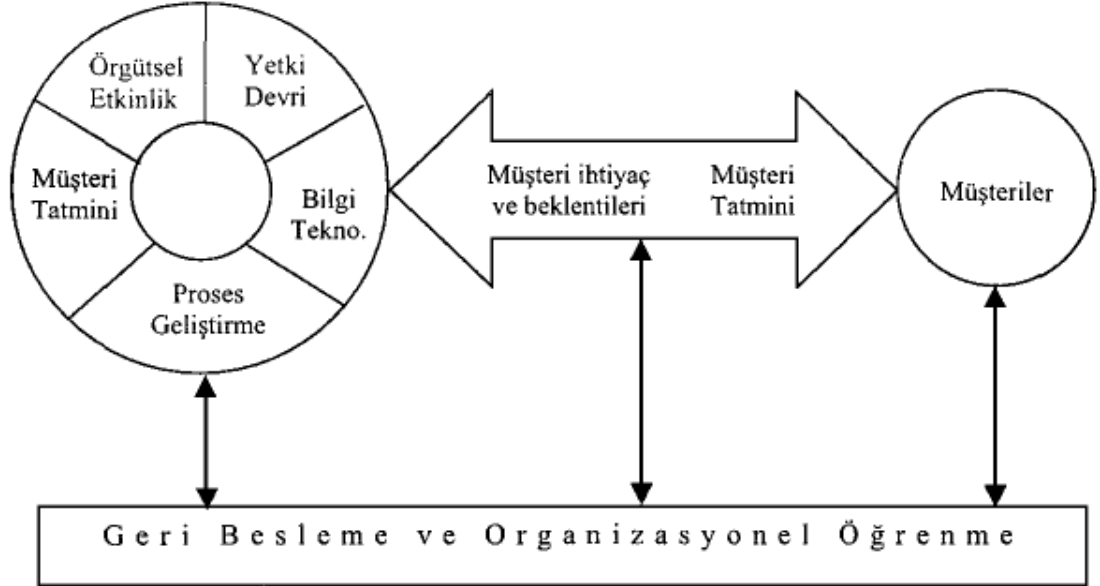 Örgütsel
Etkinlik
Yetki
Devri
Müşteri
Tatmini
Bilgi
Tekno.
Proses
Geliştirme
Müşteri ihtiyaç
ve beklentileri
Müşteri
Tatmini
Müşteriler
Geri Besleme ve Organizasyonel Öğrenme